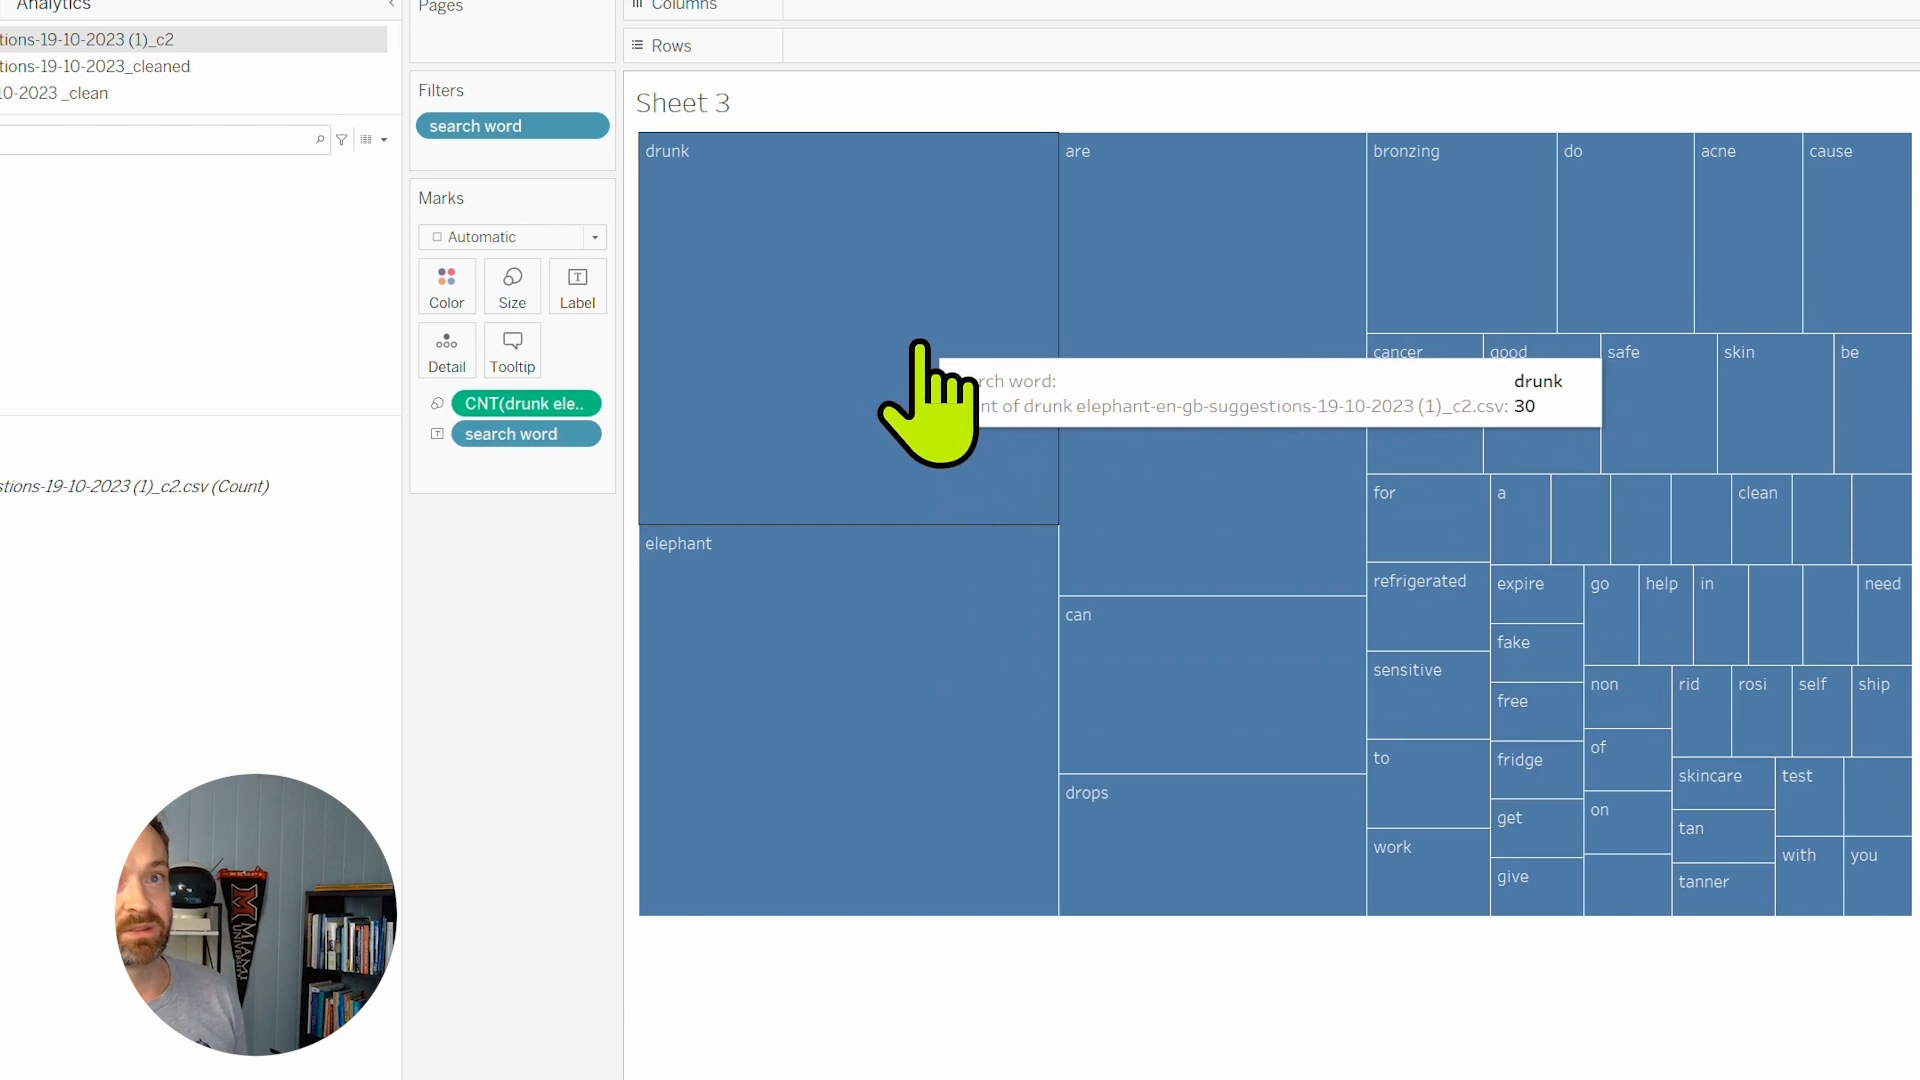 Analytics
tions-19-10-2023 (1)_c2
tions-19-10-2023_cleaned
10-2023 _clean
stions-19-10-2023 (1)_c2.csv (Count)
Pages
Filters
search word
Marks
Automatic
Color
Size
Label
Detail
Tooltip
CNT(drunk ele..
search word
Columns
Rows
Sheet 3
drunk
are
bronzing
do
acne
cause
cancer
good
safe
skin
be
rch word: drunk
nt of drunk elephant-en-gb-suggestions-19-10-2023 (1)_c2.csv: 30
elephant
can
drops
for
a
clean
refrigerated
expire
go
help
in
need
fake
sensitive
free
non
rid
rosi
self
ship
to
fridge
of
skincare
test
get
on
tan
work
give
tanner
with
you
MIAMI
UNIVERSITY